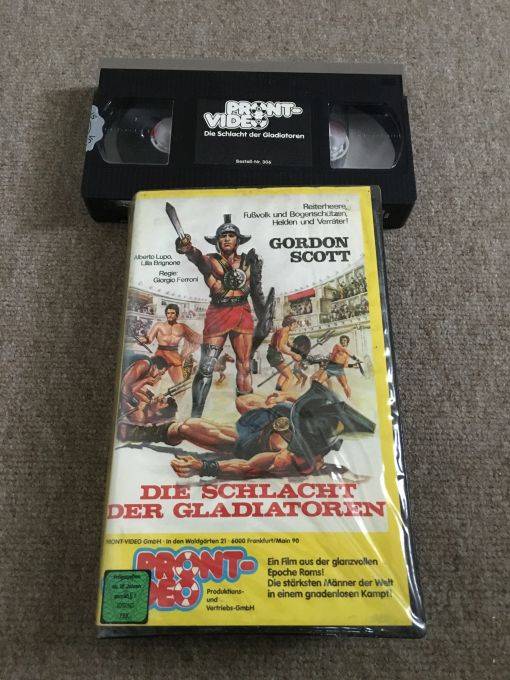 PRONT-
VIDEO
Die Schlacht der Gladiatoren
Bestell-Nr. 306
Reiterheere,
Fußvolk und Bogenschützen,
Helden und Verräter!
GORDON
SCOTT
Alberto Lupo,
Lilla Brignone
Regie:
Giorgio Ferroni
DIE SCHLACHT
DER GLADIATOREN
PRONT-VIDEO GmbH · In den Waldgärten 21 · 6000 Frankfurt/Main 90
PRONT-
VIDEO
Produktions-
und
Vertriebs-GmbH
Ein Film aus der glanzvollen
Epoche Roms!
Die stärksten Männer der Welt
in einem gnadenlosen Kampf!
Freigegeben